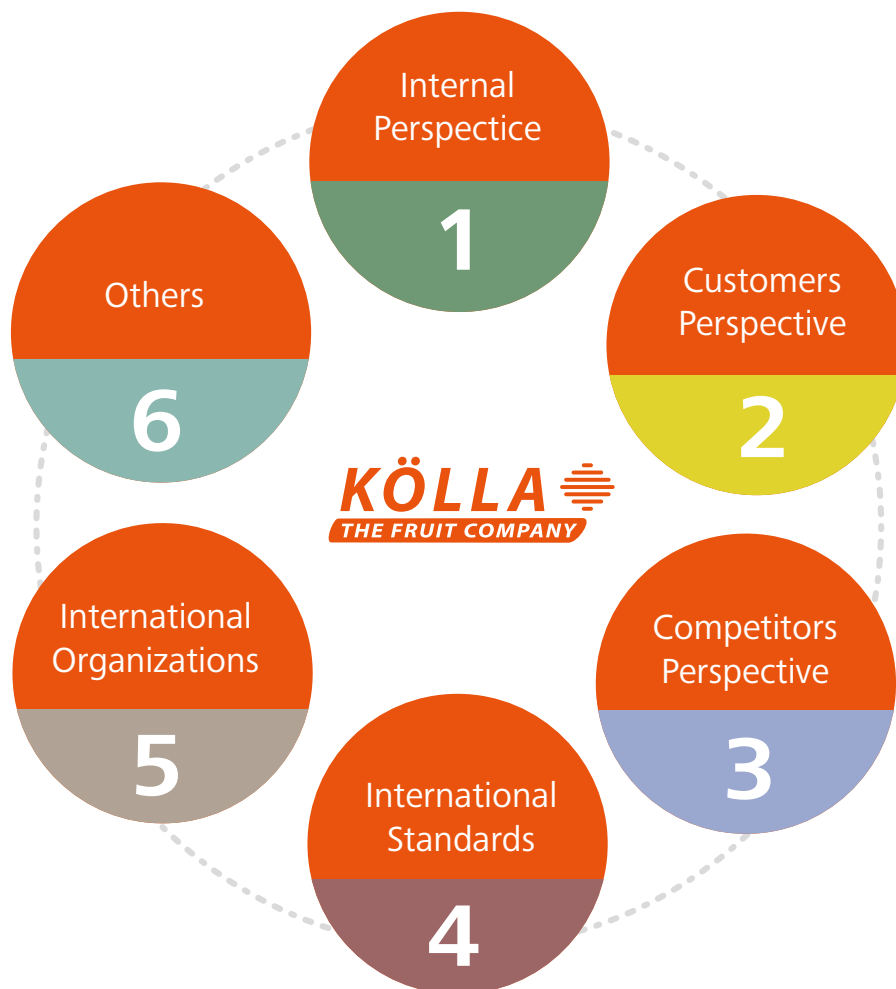 Internal
Perspectice
1
Customers
Perspective
2
Competitors
Perspective
3
International
Standards
4
International
Organizations
5
Others
6
KÖLLA
THE FRUIT COMPANY